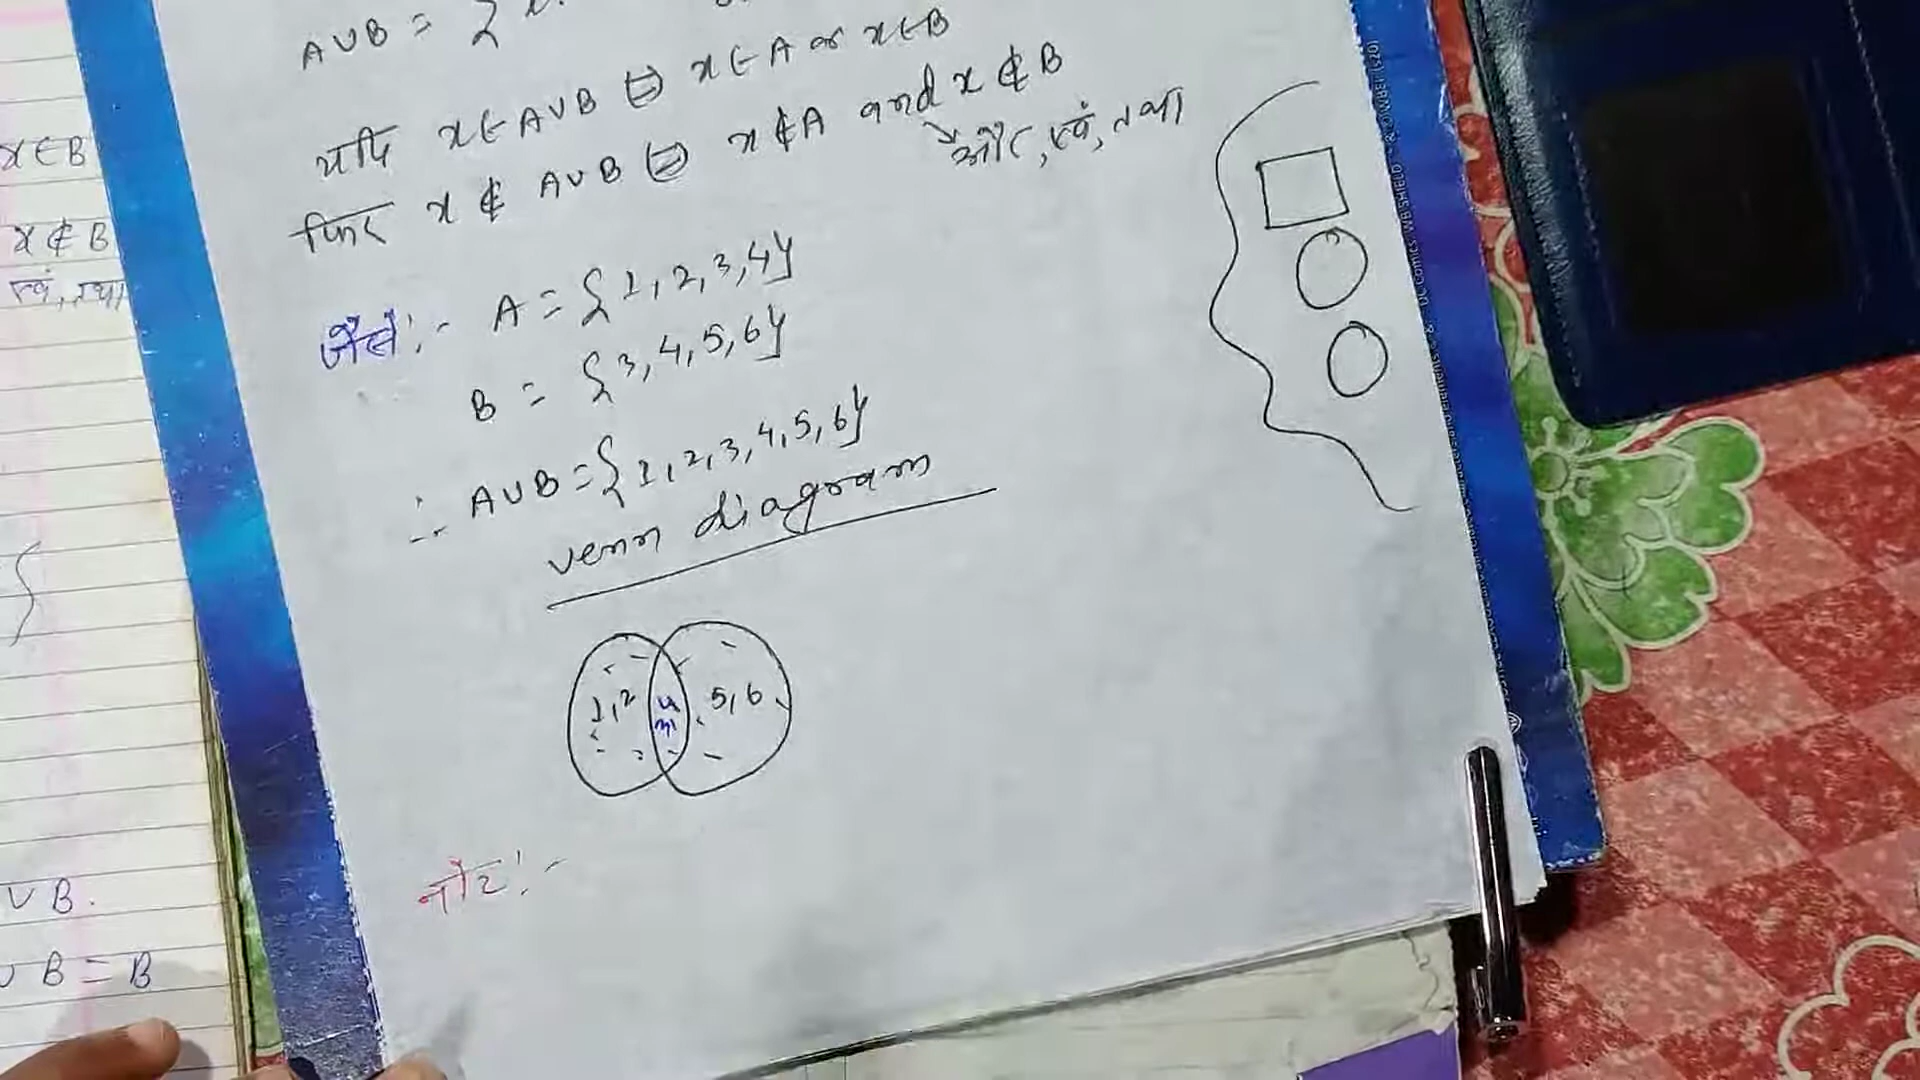 A∪B = {x
यदि x∈A∪B ⇔ x∈A or x∈B
फिर x ∉ A∪B ⇔ x∉A and x∉B
→ और, एवं, तथा
जैसे:- A = {1,2,3,4}
B = {3,4,5,6}
∴ A∪B = {1,2,3,4,5,6}
venn diagram
1,2 4 3 5,6
नोट:-
x∈B
x∉B
एवं, तथा
∪B.
∪B = B